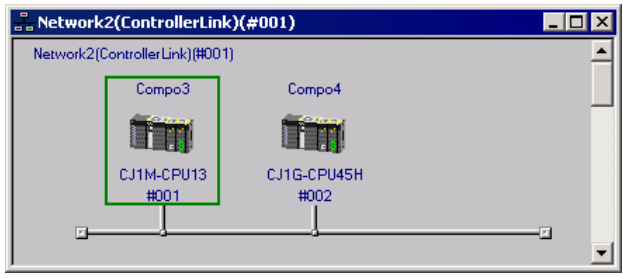 Network2(ControllerLink)(#001)
Network2(ControllerLink)(#001)
Compo3
Compo4
CJ1M-CPU13
CJ1G-CPU45H
#001
#002